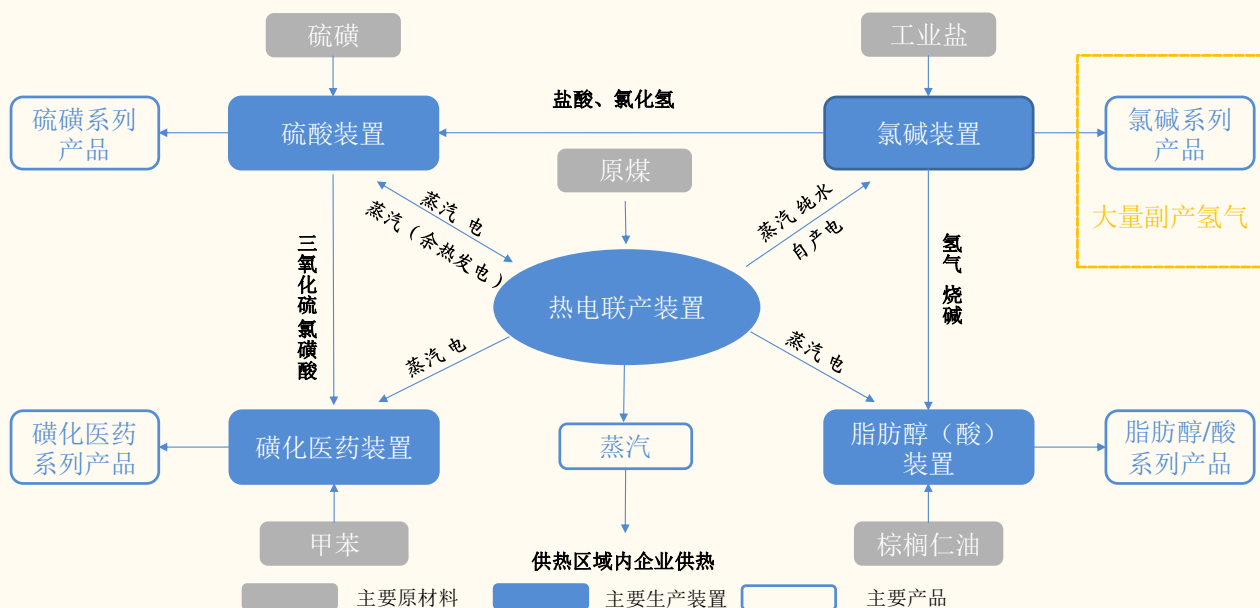 硫磺
工业盐
盐酸、氯化氢
硫磺系列
产品
硫酸装置
氯碱装置
氯碱系列
产品
原煤
大量副产氢气
蒸汽 电
蒸汽（余热发电）
蒸汽 纯水
自产电
三氧化硫 氯磺酸
氢气 烧碱
热电联产装置
蒸汽 电
蒸汽 电
磺化医药
系列产品
磺化医药装置
蒸汽
脂肪醇（酸）
装置
脂肪醇/酸
系列产品
甲苯
棕榈仁油
供热区域内企业供热
主要原材料
主要生产装置
主要产品